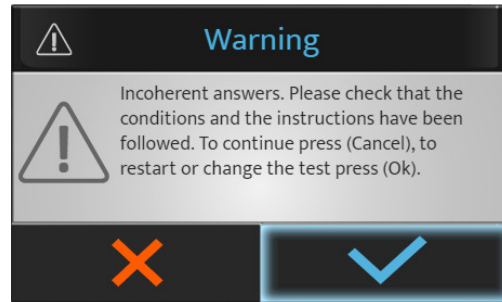 Warning
Incoherent answers. Please check that the
conditions and the instructions have been
followed. To continue press (Cancel), to
restart or change the test press (Ok).